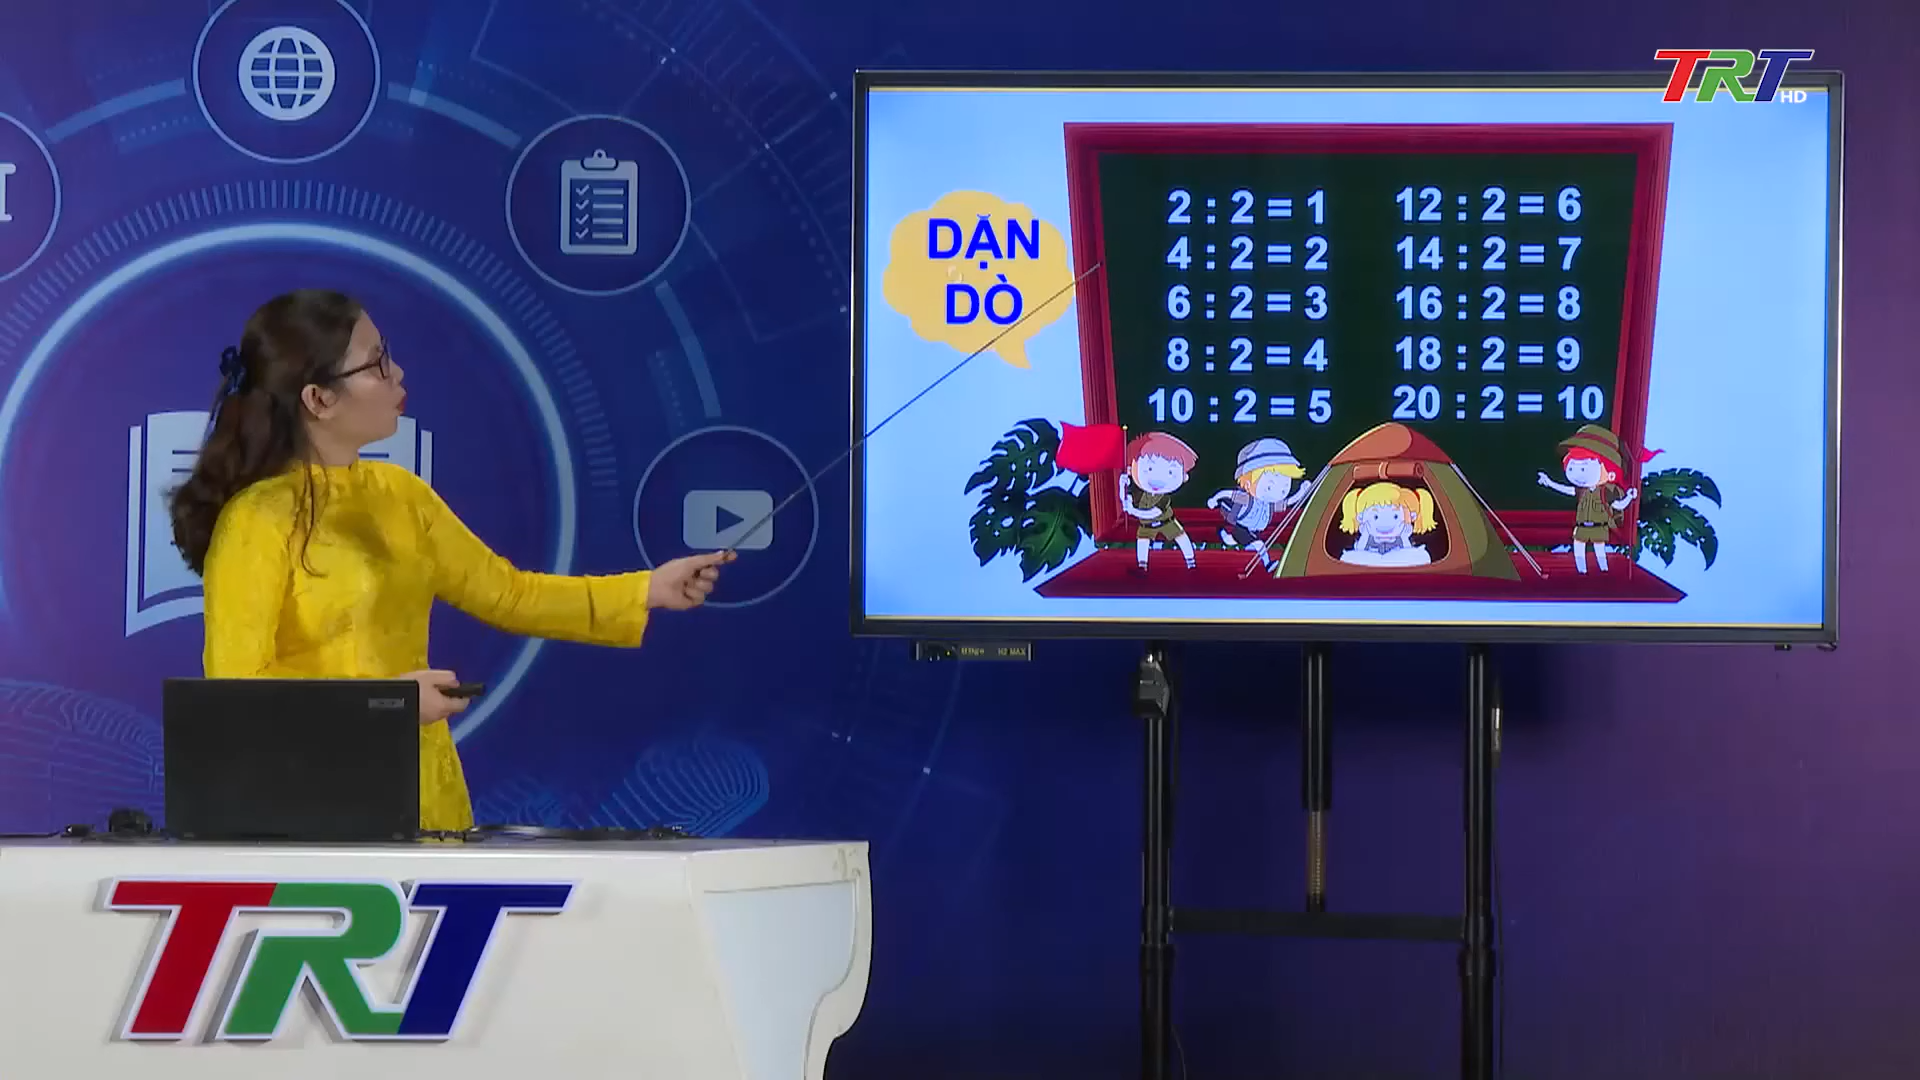 TRT HD
DẶN
DÒ
2 : 2 = 1
4 : 2 = 2
6 : 2 = 3
8 : 2 = 4
10 : 2 = 5
12 : 2 = 6
14 : 2 = 7
16 : 2 = 8
18 : 2 = 9
20 : 2 = 10
TRT